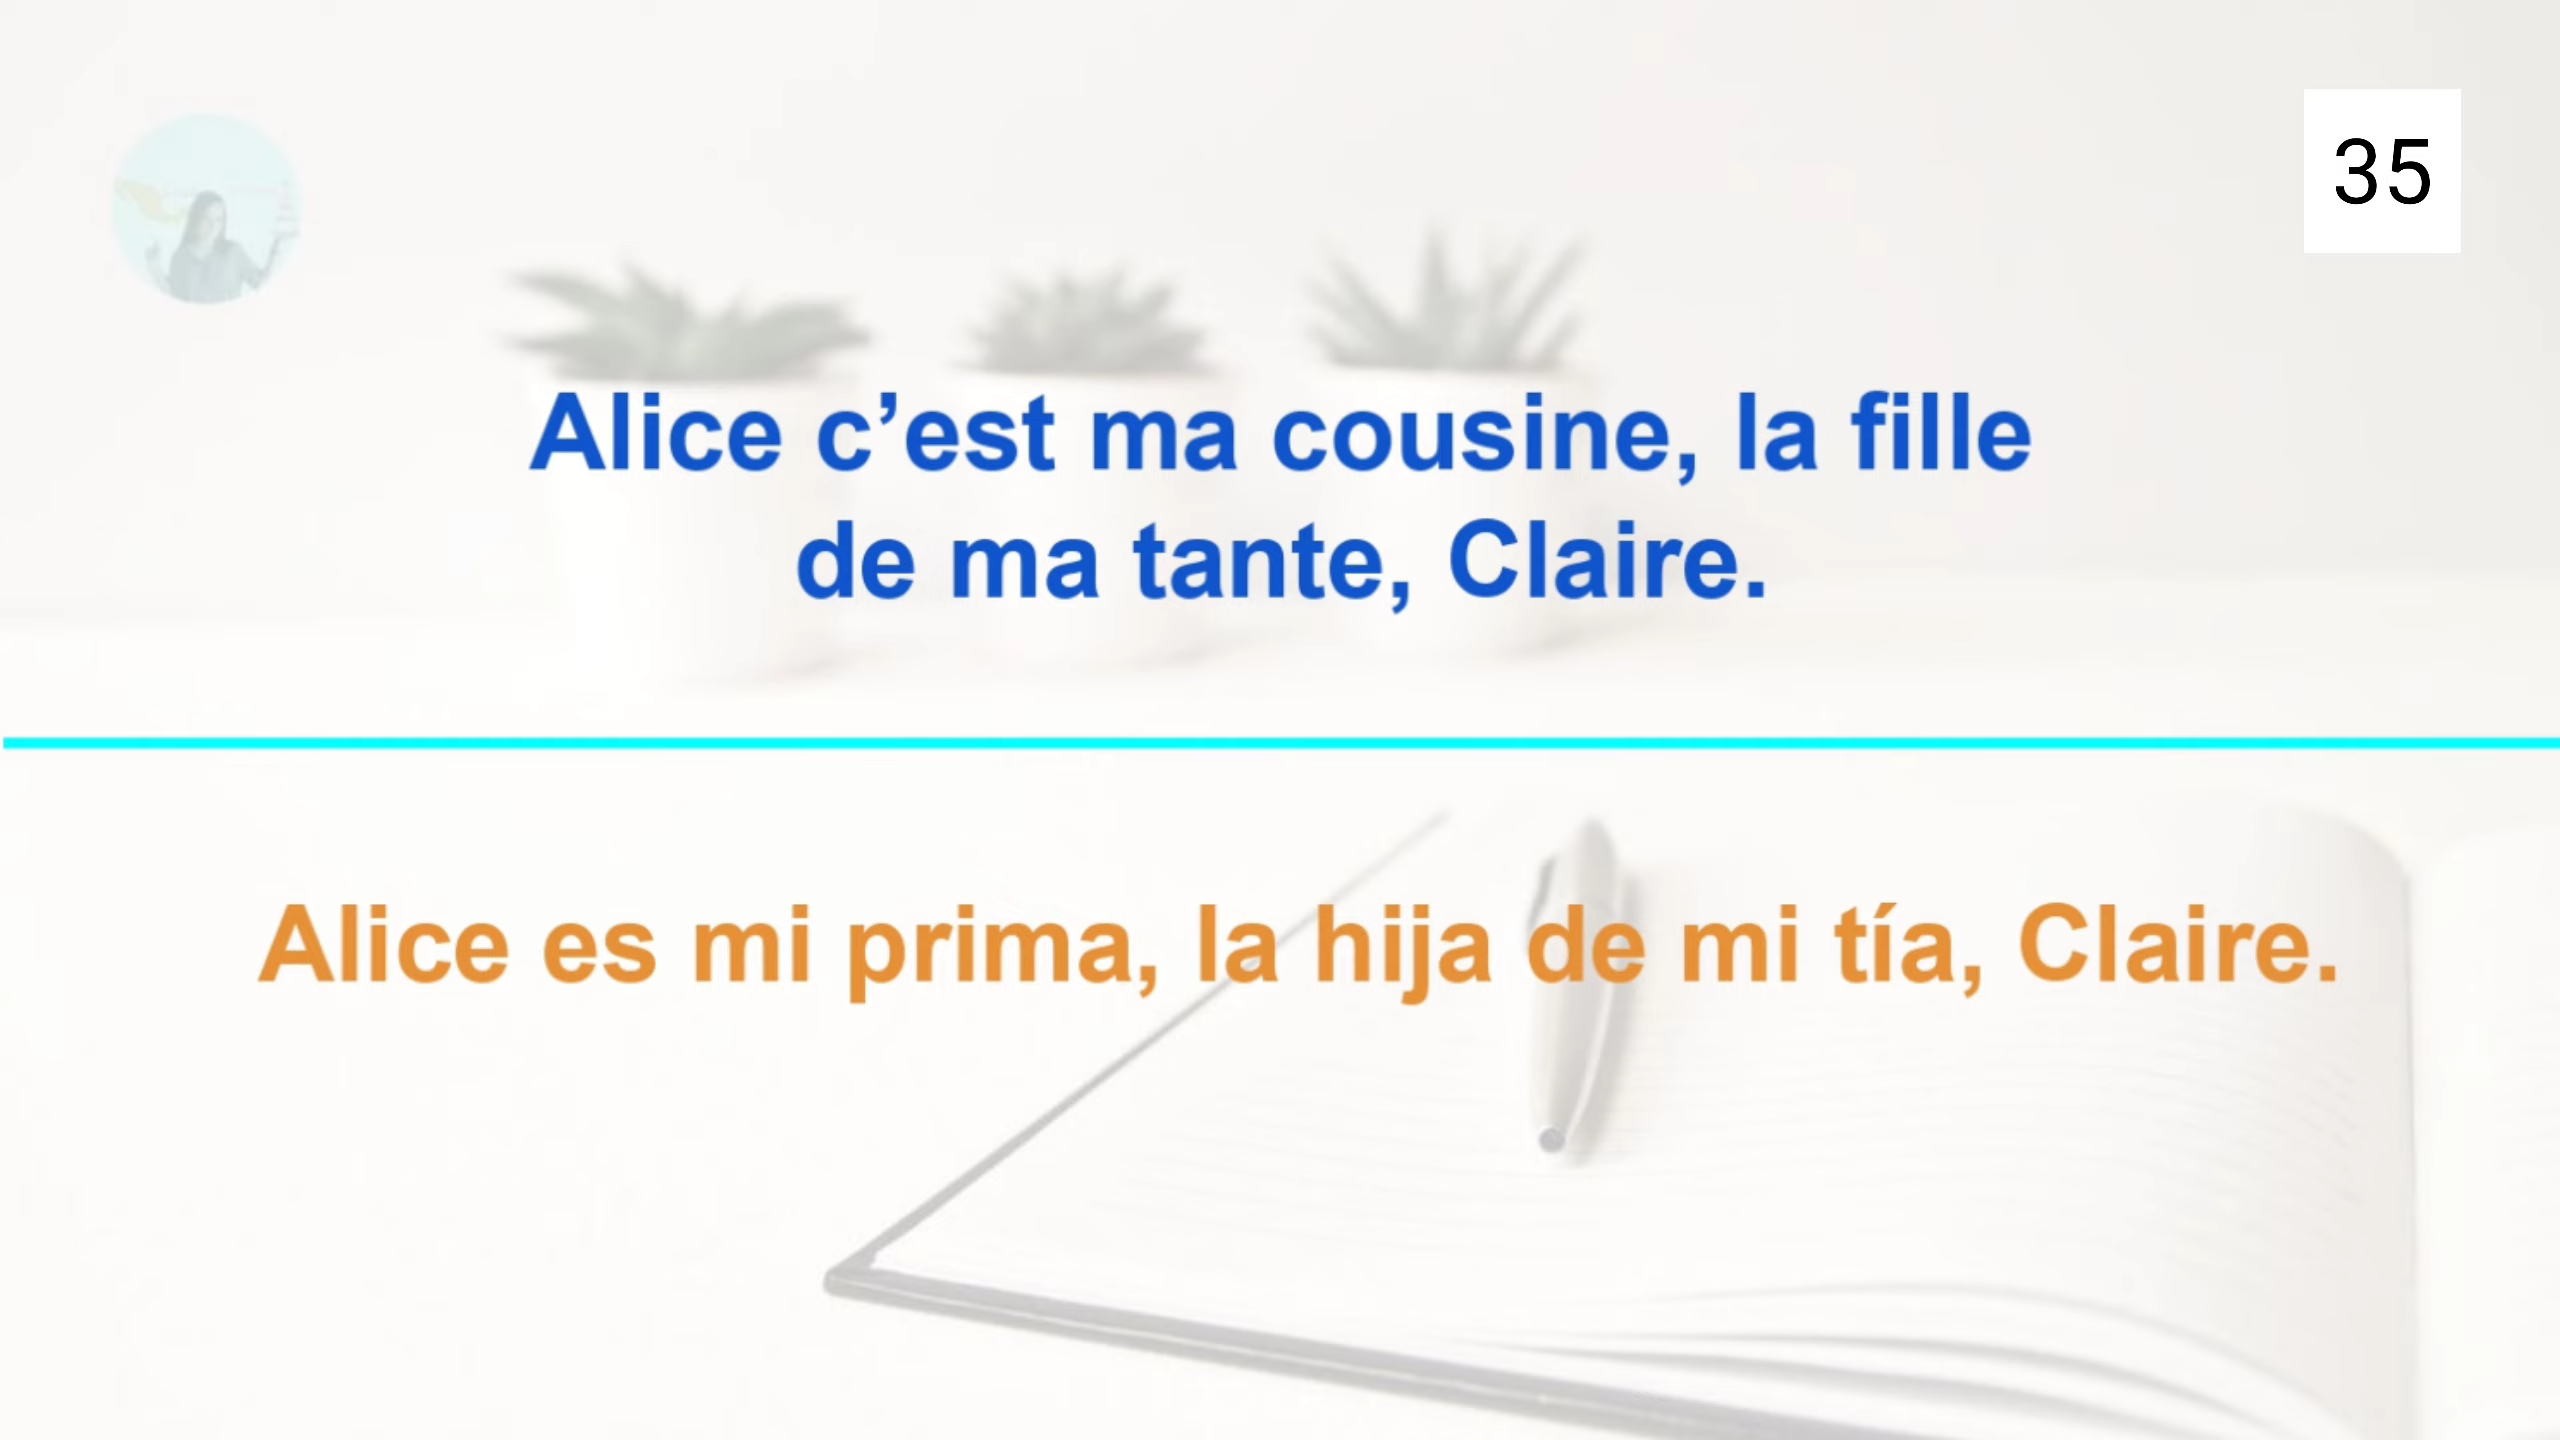 35
Alice c’est ma cousine, la fille
de ma tante, Claire.
Alice es mi prima, la hija de mi tía, Claire.